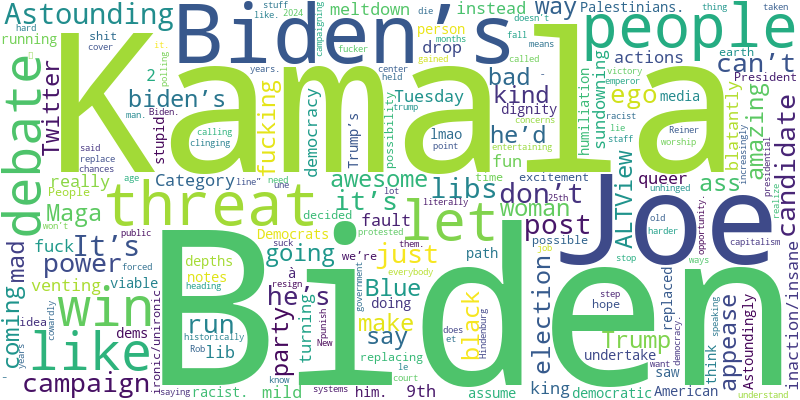 Astounding
Biden's
stuff
like.
2024
meltdown
die
instead
way
Palestinians.
doesn't
thing
taken
people
hard
running
shit
cover
person
drop
fucker
months
polling
gained
campaigning
fall
means
called
actions
earth
can't
President
Kamala
2
biden's
Twitter
debate
years.
center
held
bad
kind
he'd
dignity
ego
media
victory
emperor
racist
lie
staff
humiliation
sundowning
blatantly
amazing
candidate
man.
Biden.
stupid
calling
clinging
fucking
democracy
Trump's
possibility
trump
Tuesday
lmao
point
concerns
entertaining
fun
Reiner
worship
increasingly
presidential
said
replace
chances
Category
line"
age
need
une
awesome
time
excitement
25th
queer
unhinged
realize
really
People
won't
Maga
threat
decided
it's
lot
libs
literally
don't
woman
ass
ALTView
old
harder
opportunity.
capitalism
It's
public
forced
Democrats
suck
protested
we're
them.
let
fault
post
possible
Joe
stop
ways
mad
fuck
power
venting
viable
depths
notes
heading
going
à
resign
he's
just
everybody
path
job
government
Blue
doing
election
hope
step
replaced
coming
idea
years
cowardly
win
dems
ironic/unironic
historically
Rob
run
lib
turning
party
New
punish
Biden
make
say
black
Hindenburg
does
et
undertake
Trump
think
speaking
want
democracy.
appease
Astoundingly
inaction/insane
like
campaign
saying
racist.
mild
know
systems
replacing
le
court
him.
9th
assume
king
democratic
saw
American
understand